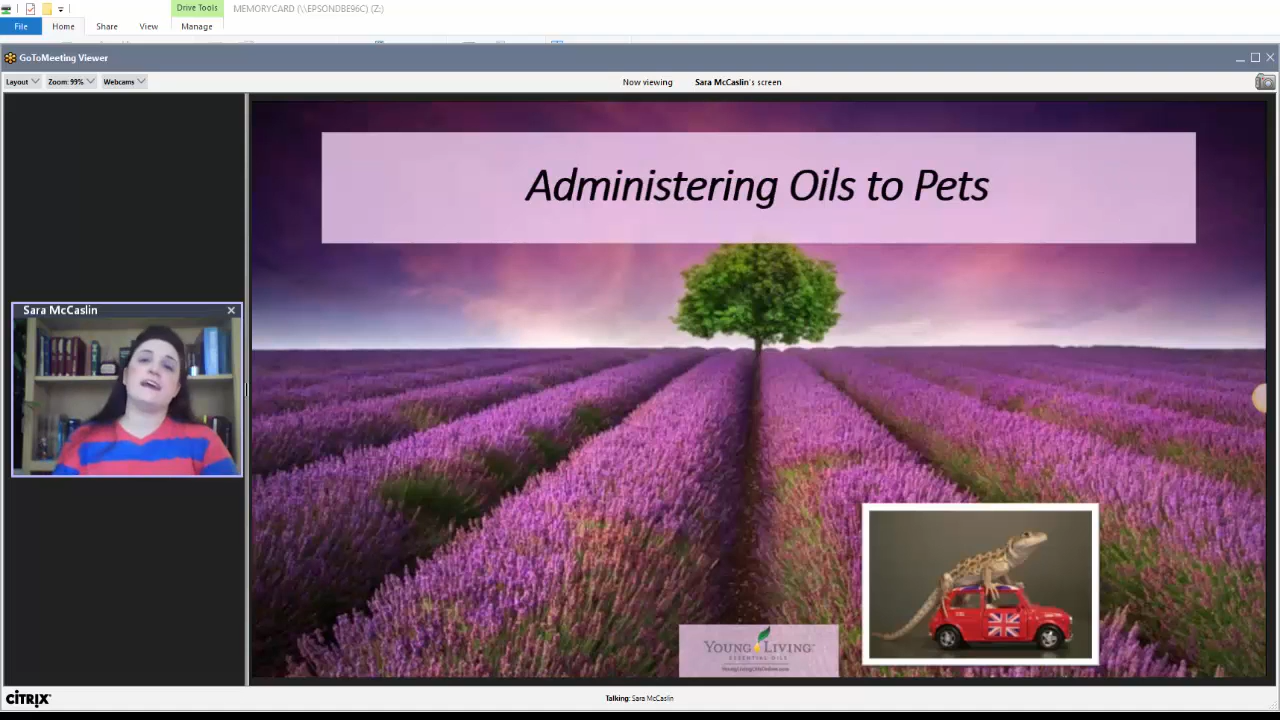 Drive Tools
MEMORYCARD (\\EPSONDBE96C) (Z:)
File
Home
Share
View
Manage
GoToMeeting Viewer
Layout
Zoom: 99%
Webcams
Now viewing
Sara McCaslin's screen
Administering Oils to Pets
Sara McCaslin
YOUNG LIVING
ESSENTIAL OILS
CITRIX
Talking: Sara McCaslin